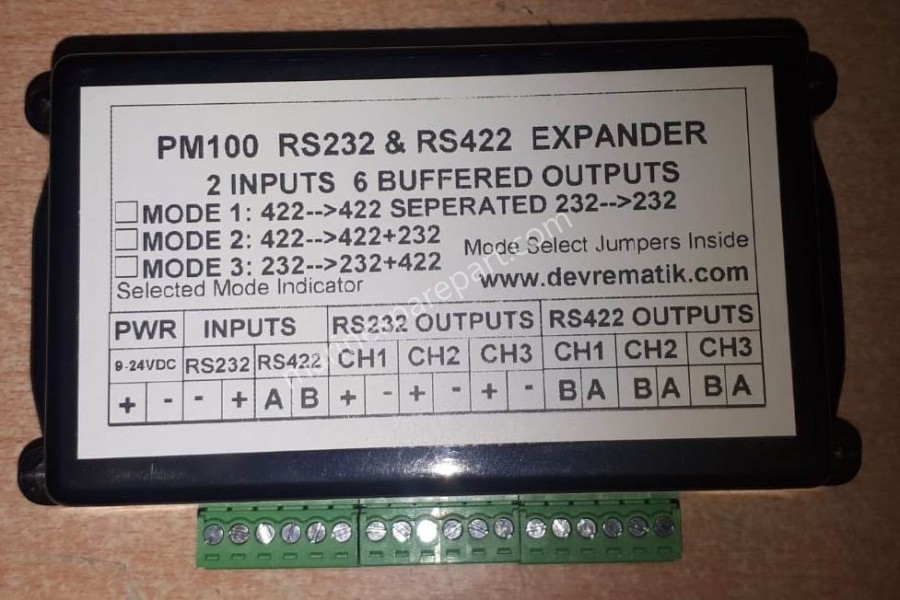 PM100 RS232 & RS422 EXPANDER
2 INPUTS 6 BUFFERED OUTPUTS
MODE 1: 422-->422 SEPERATED 232-->232
MODE 2: 422-->422+232
MODE 3: 232-->232+422
Mode Select Jumpers Inside
Selected Mode Indicator
www.devrematik.com
PWR INPUTS RS232 OUTPUTS RS422 OUTPUTS
9-24VDC RS232 RS422 CH1 CH2 CH3 CH1 CH2 CH3
+ - - + A B + - + - + - B A B A B A
marinesparepart.com